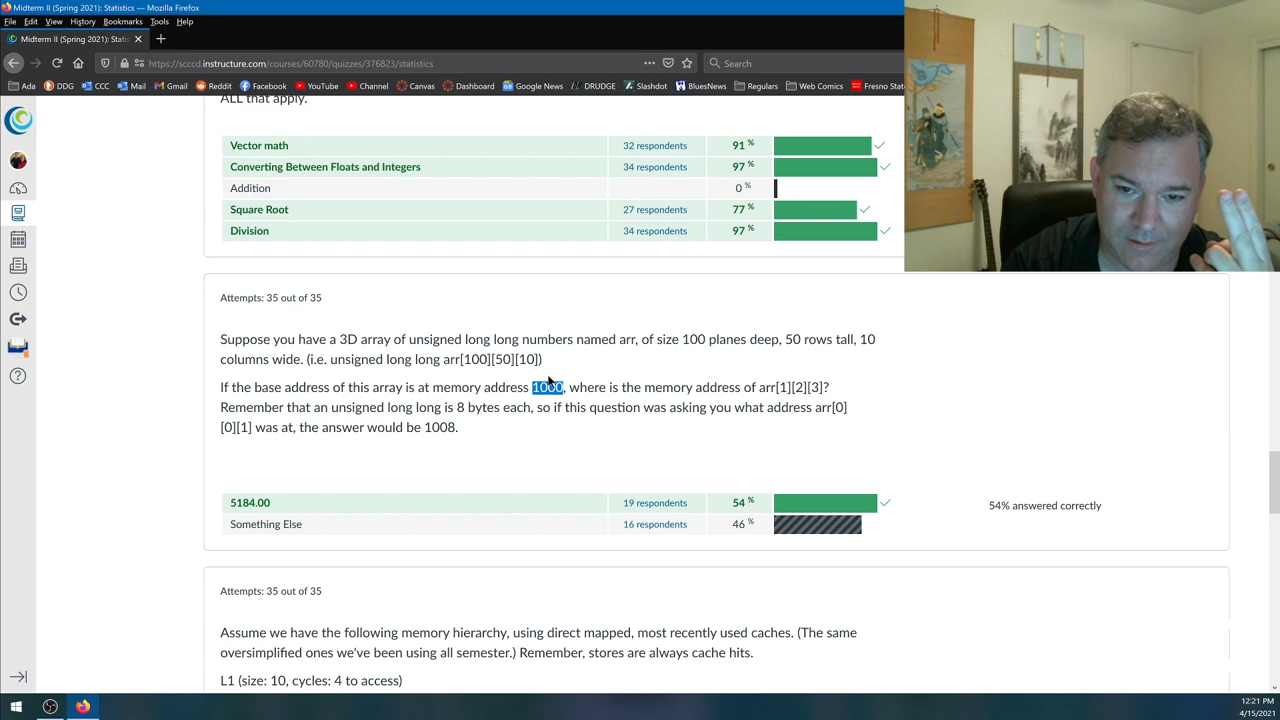 Midterm II (Spring 2021): Statistics — Mozilla Firefox
File Edit View History Bookmarks Tools Help
Midterm II (Spring 2021): Statis
https://scccd.instructure.com/courses/60780/quizzes/376823/statistics
Search
Ada DDG CCC Mail Gmail Reddit Facebook YouTube Channel Canvas Dashboard Google News DRUDGE Slashdot BluesNews Regulars Web Comics Fresno Stat
ALL that apply.
Vector math 32 respondents 91 %
Converting Between Floats and Integers 34 respondents 97 %
Addition 0 %
Square Root 27 respondents 77 %
Division 34 respondents 97 %
Attempts: 35 out of 35
Suppose you have a 3D array of unsigned long long numbers named arr, of size 100 planes deep, 50 rows tall, 10
columns wide. (i.e. unsigned long long arr[100][50][10])
If the base address of this array is at memory address 1000, where is the memory address of arr[1][2][3]?
Remember that an unsigned long long is 8 bytes each, so if this question was asking you what address arr[0]
[0][1] was at, the answer would be 1008.
5184.00 19 respondents 54 %
54% answered correctly
Something Else 16 respondents 46 %
Attempts: 35 out of 35
Assume we have the following memory hierarchy, using direct mapped, most recently used caches. (The same
oversimplified ones we've been using all semester.) Remember, stores are always cache hits.
L1 (size: 10, cycles: 4 to access)
12:21 PM
4/15/2021